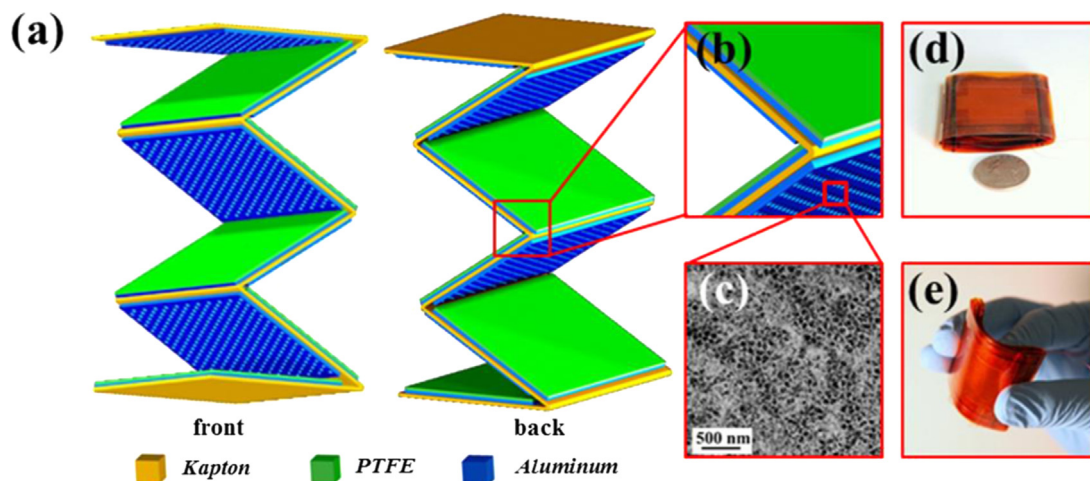 (a)
(b)
(d)
(c)
(e)
500 nm
front
back
Kapton
PTFE
Aluminum